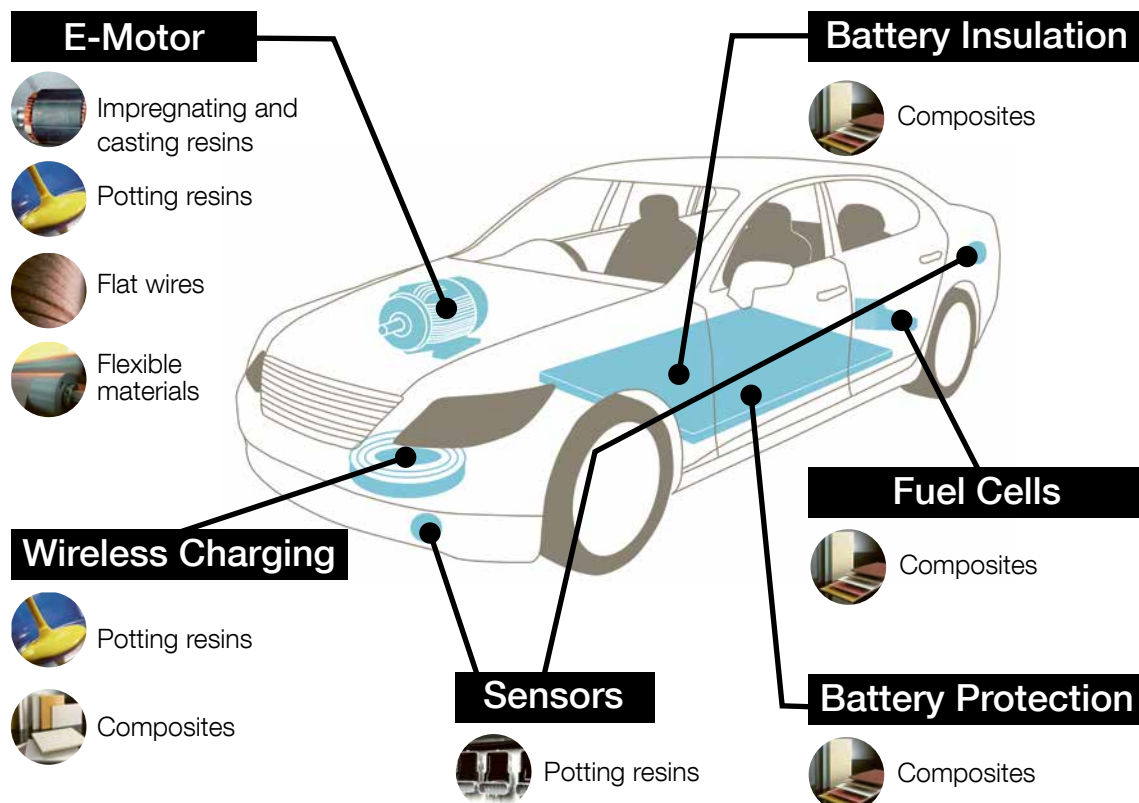 E-Motor
Impregnating and
casting resins
Potting resins
Flat wires
Flexible
materials
Battery Insulation
Composites
Fuel Cells
Composites
Wireless Charging
Potting resins
Composites
Sensors
Potting resins
Battery Protection
Composites